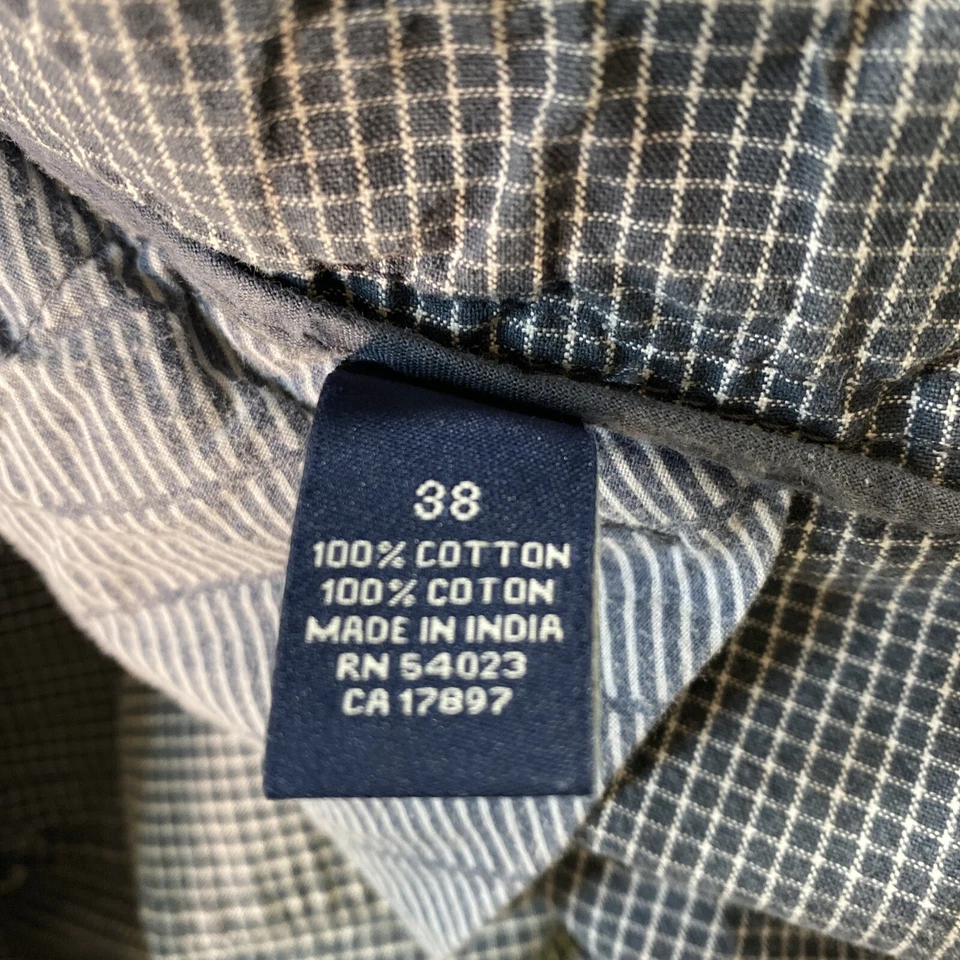 38
100% COTTON
100% COTON
MADE IN INDIA
RN 54023
CA 17897